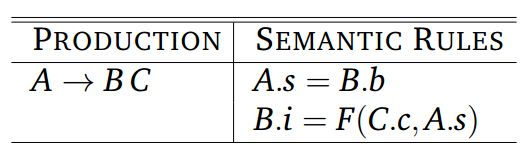 PRODUCTION SEMANTIC RULES
A → B C A.s = B.b
B.i = F(C.c, A.s)